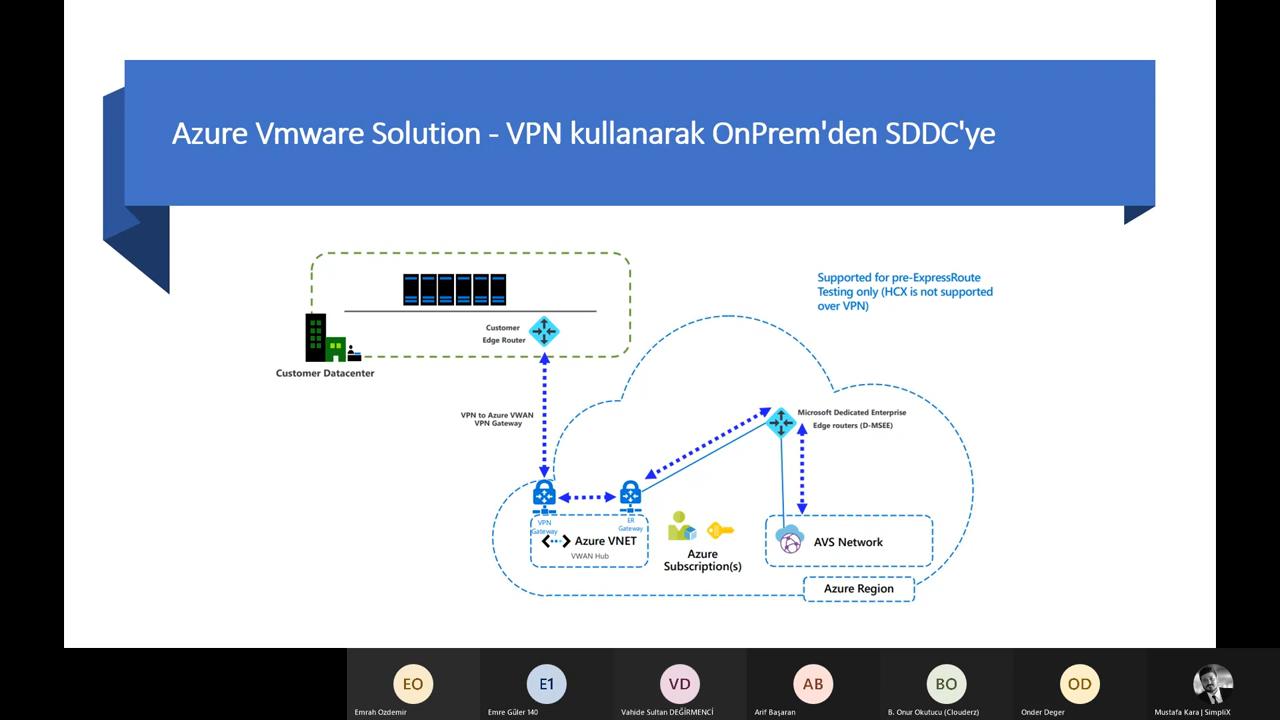 Azure Vmware Solution - VPN kullanarak OnPrem'den SDDC'ye
Supported for pre-ExpressRoute
Testing only (HCX is not supported
over VPN)
Customer
Edge Router
Customer Datacenter
VPN to Azure VWAN
VPN Gateway
Microsoft Dedicated Enterprise
Edge routers (D-MSEE)
VPN
Gateway
ER
Gateway
Azure VNET
VWAN Hub
Azure
Subscription(s)
AVS Network
Azure Region
EO
E1
VD
AB
BO
OD
Emrah Ozdemir
Emre Güler 140
Vahide Sultan DEĞİRMENCİ
Arif Başaran
B. Onur Okutucu (Clouderz)
Onder Deger
Mustafa Kara | SimpliX